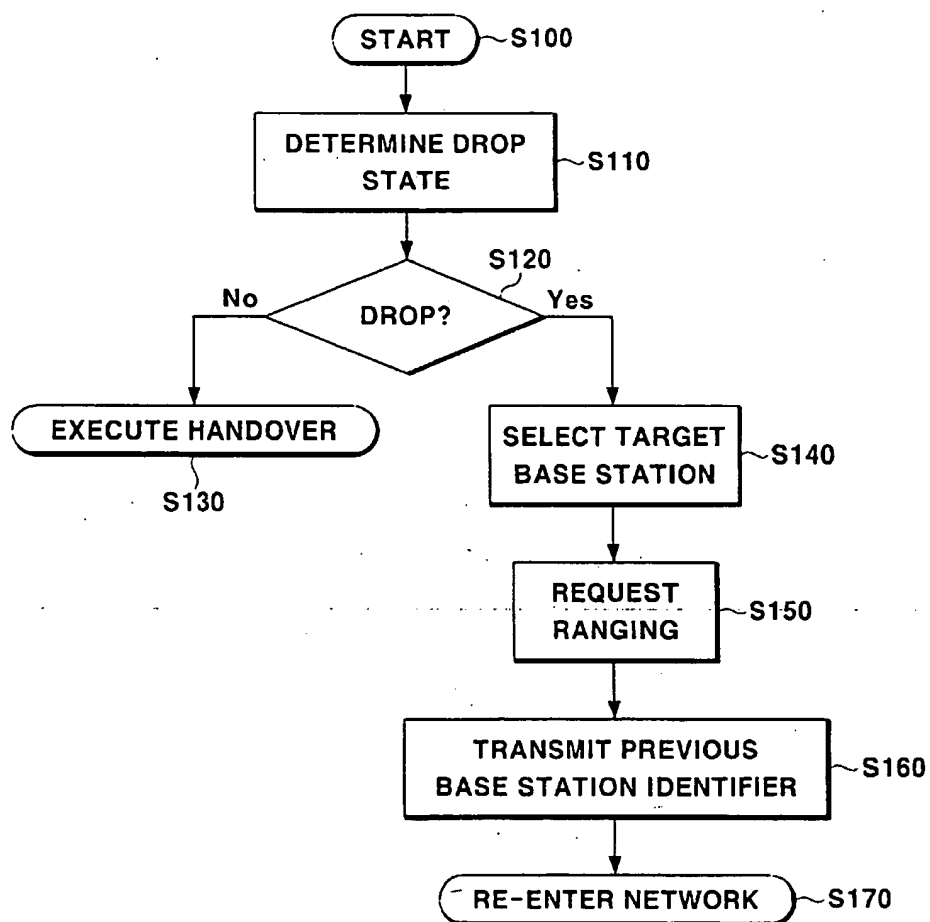 START
S100
DETERMINE DROP
STATE
S110
S120
No
DROP?
Yes
EXECUTE HANDOVER
S130
SELECT TARGET
BASE STATION
S140
REQUEST
RANGING
S150
TRANSMIT PREVIOUS
BASE STATION IDENTIFIER
S160
RE-ENTER NETWORK
S170